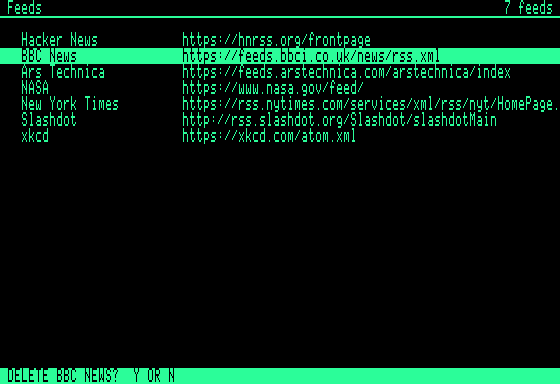 Feeds 7 feeds
Hacker News https://hnrss.org/frontpage
BBC News https://feeds.bbci.co.uk/news/rss.xml
Ars Technica https://feeds.arstechnica.com/arstechnica/index
NASA https://www.nasa.gov/feed/
New York Times https://rss.nytimes.com/services/xml/rss/nyt/HomePage.
Slashdot http://rss.slashdot.org/Slashdot/slashdotMain
xkcd https://xkcd.com/atom.xml
DELETE BBC NEWS? Y OR N